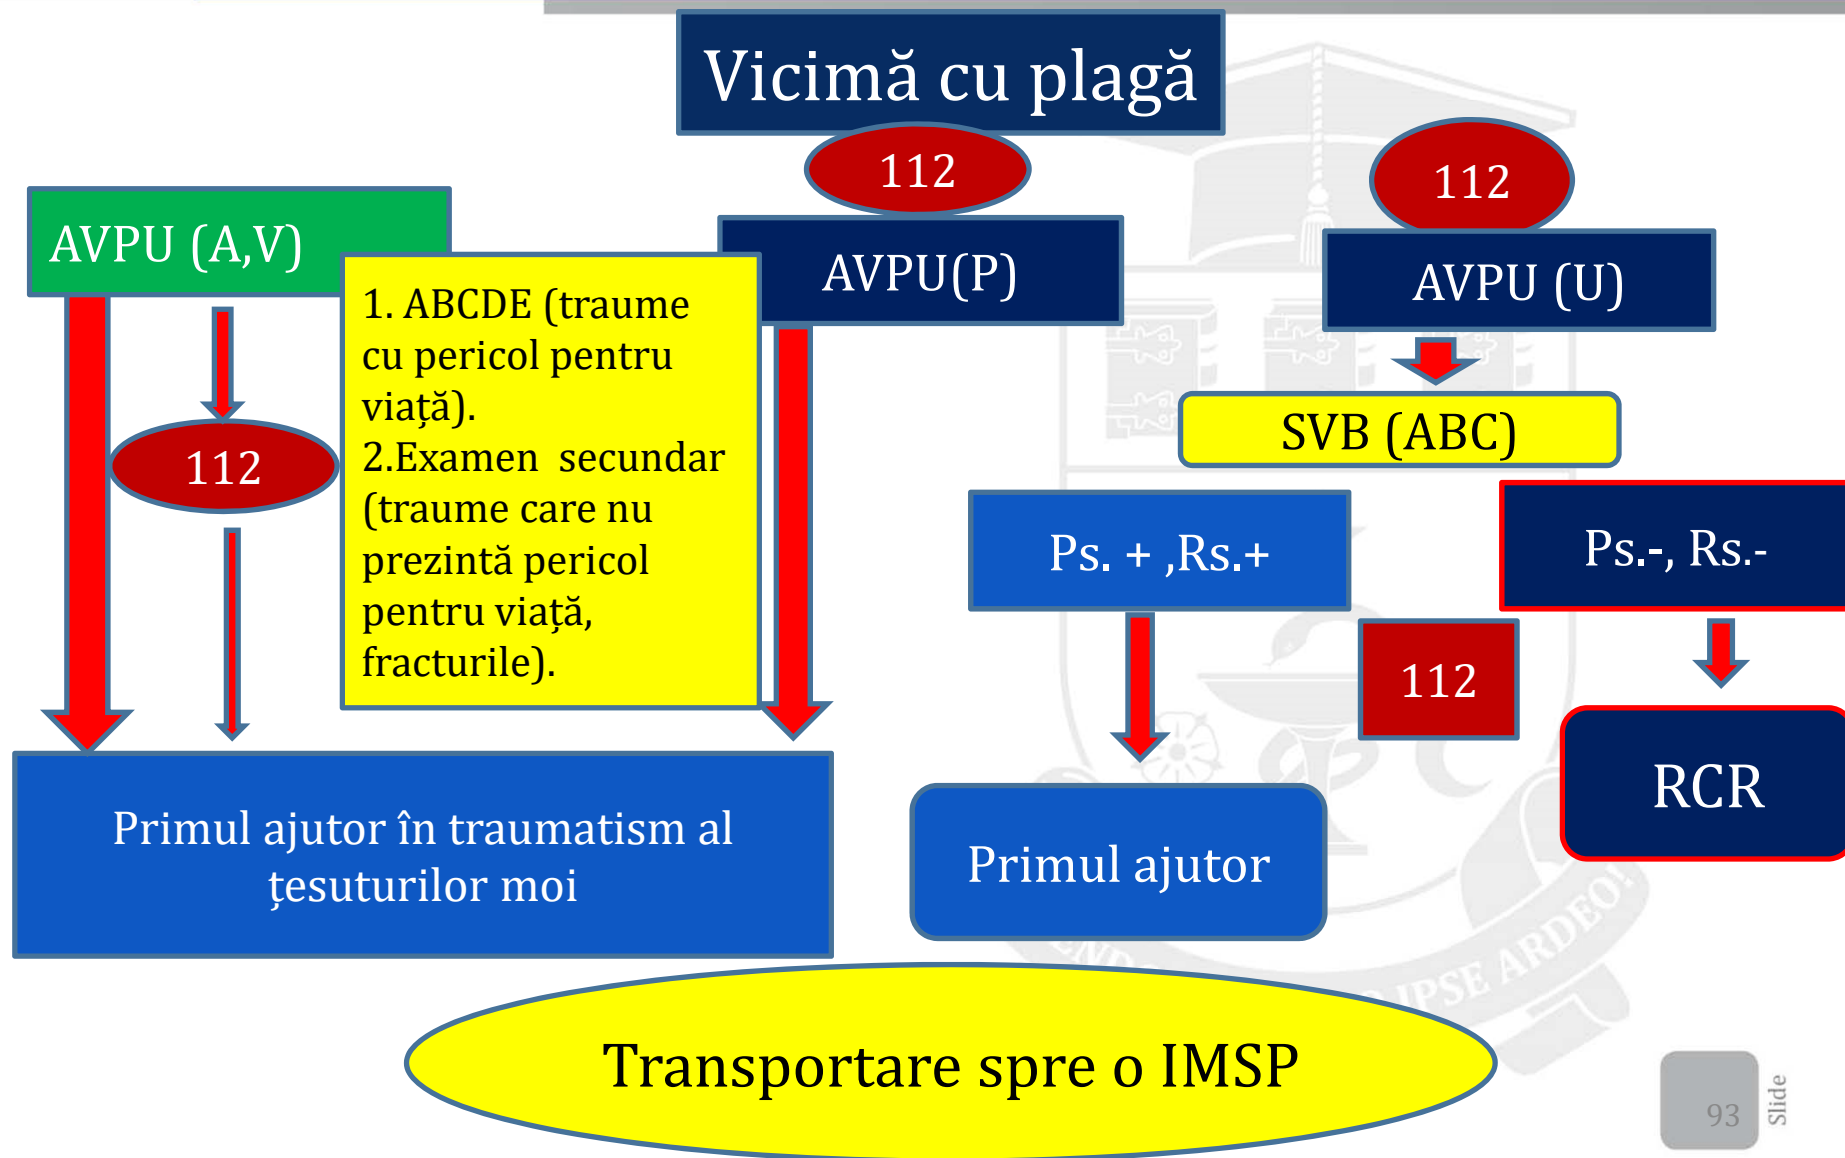 Vicimă cu plagă
112
112
AVPU (A,V)
AVPU(P)
AVPU (U)
112
1. ABCDE (traume
cu pericol pentru
viață).
2.Examen  secundar
(traume care nu
prezintă pericol
pentru viață,
fracturile).
SVB (ABC)
Ps. + ,Rs.+
Ps.-, Rs.-
112
RCR
Primul ajutor în traumatism al
țesuturilor moi
Primul ajutor
IPSE ARDEO!
Transportare spre o IMSP
93
Slide